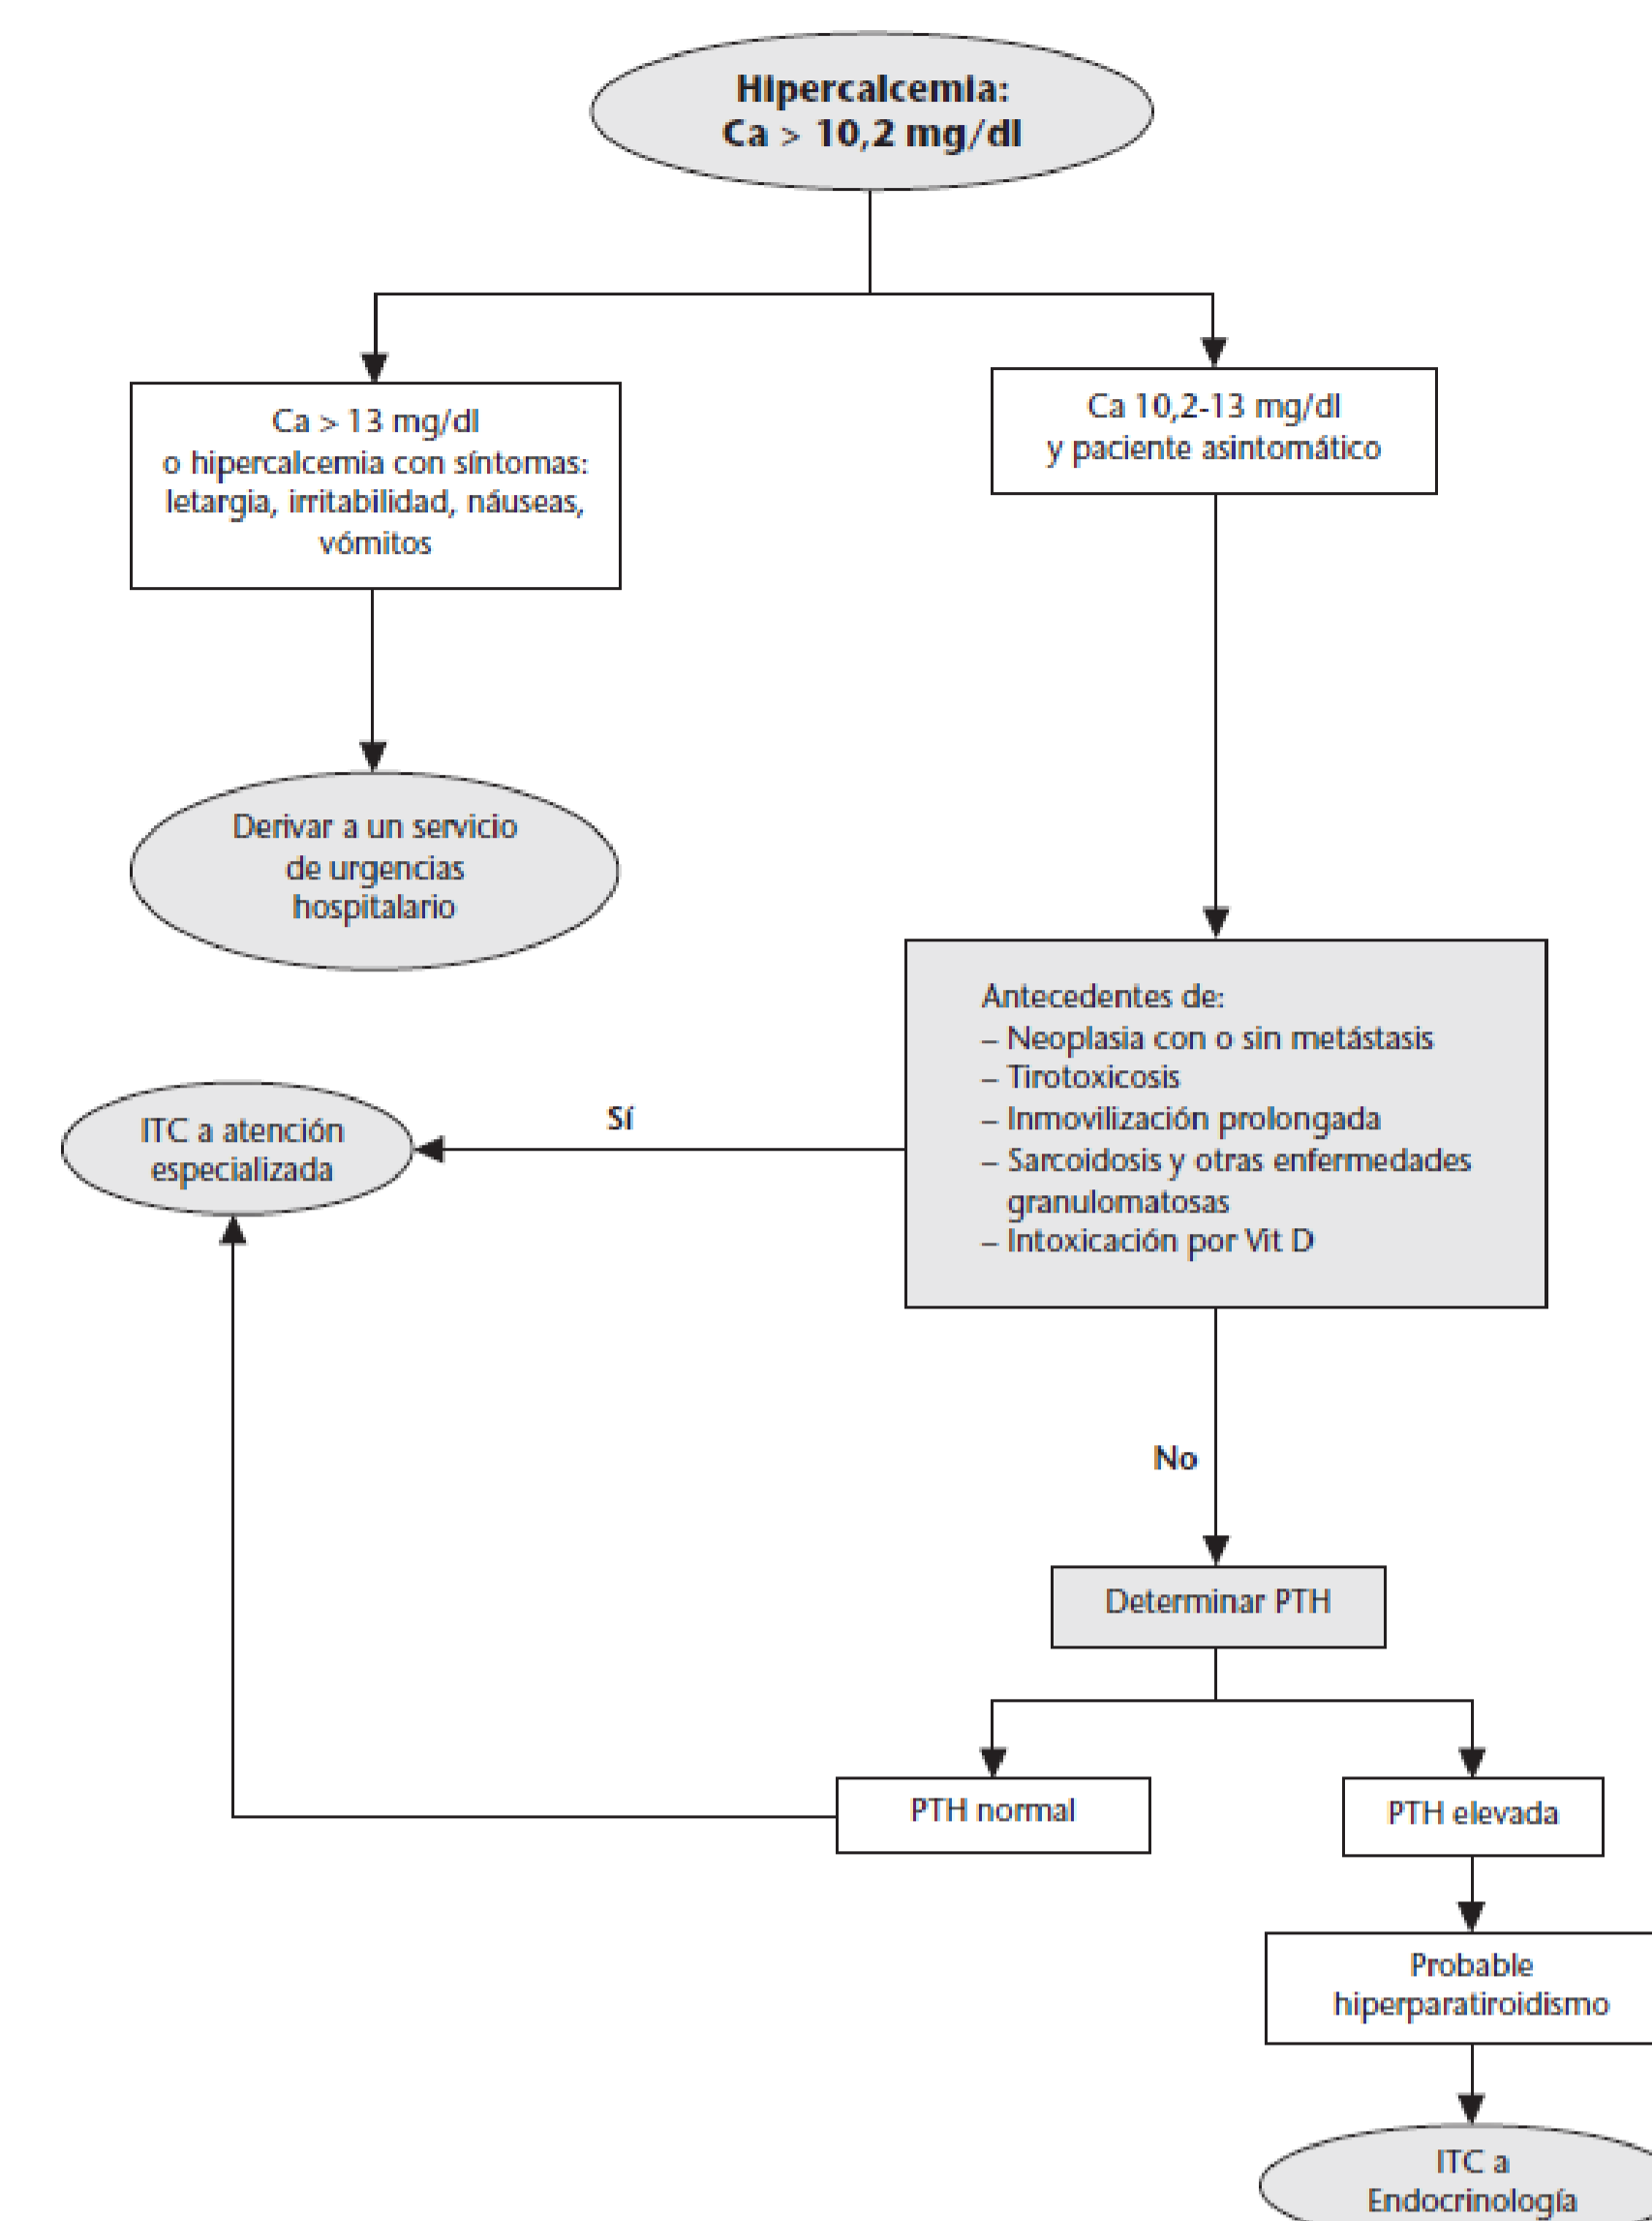 Hipercalcemia:
Ca > 10,2 mg/dl
Ca > 13 mg/dl
o hipercalcemia con síntomas:
letargia, irritabilidad, náuseas,
vómitos
Ca 10,2-13 mg/dl
y paciente asintomático
Derivar a un servicio
de urgencias
hospitalario
Antecedentes de:
– Neoplasia con o sin metástasis
– Tirotoxicosis
– Inmovilización prolongada
– Sarcoidosis y otras enfermedades
granulomatosas
– Intoxicación por Vit D
Sí
ITC a atención
especializada
No
Determinar PTH
PTH normal
PTH elevada
Probable
hiperparatiroidismo
ITC a
Endocrinología